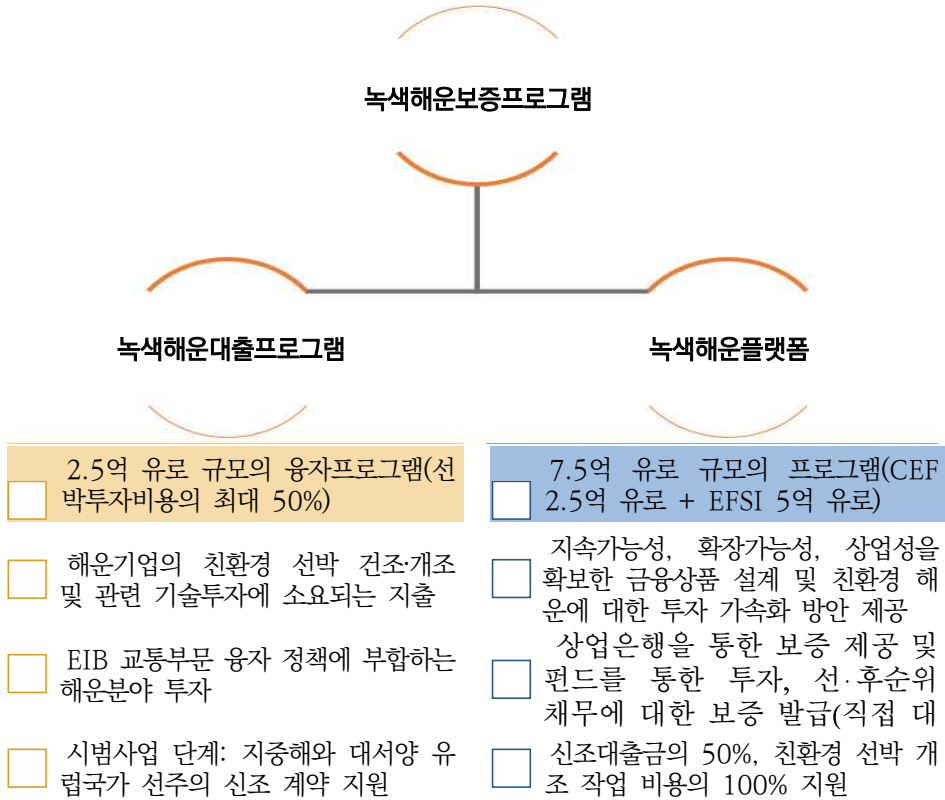 녹색해운보증프로그램
녹색해운대출프로그램
녹색해운플랫폼
2.5억 유로 규모의 융자프로그램(선
박투자비용의 최대 50%)
해운기업의 친환경 선박 건조·개조
및 관련 기술투자에 소요되는 지출
EIB 교통부문 융자 정책에 부합하는
해운분야 투자
시범사업 단계: 지중해와 대서양 유
럽국가 선주의 신조 계약 지원
7.5억 유로 규모의 프로그램(CEF
2.5억 유로 + EFSI 5억 유로)
지속가능성, 확장가능성, 상업성을
확보한 금융상품 설계 및 친환경 해
운에 대한 투자 가속화 방안 제공
상업은행을 통한 보증 제공 및
펀드를 통한 투자, 선·후순위
채무에 대한 보증 발급(직접 대
신조대출금의 50%, 친환경 선박 개
조 작업 비용의 100% 지원